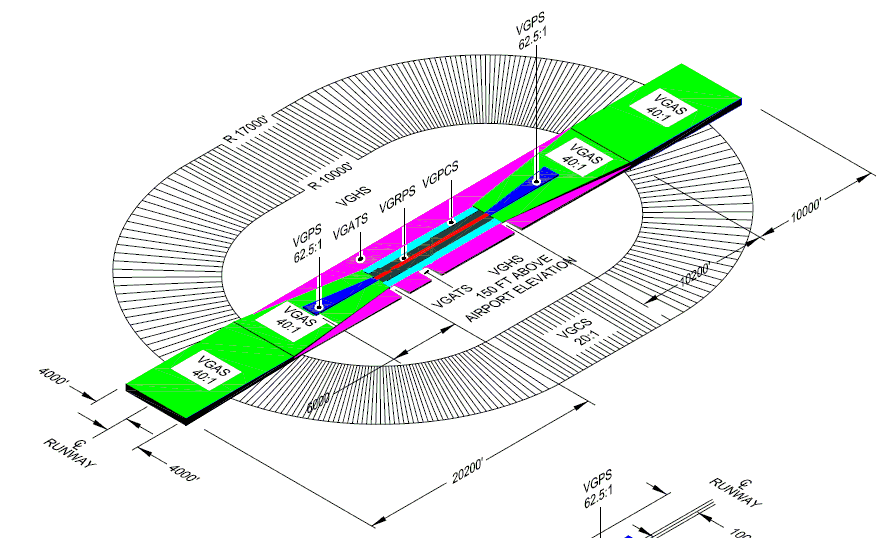 VGPS
62.5:1
VGAS
40:1
R 17000'
VGAS
40:1
R 10000'
VGHS
VGPCS
VGRPS
VGATS
VGPS
62.5:1
10000'
10200'
VGHS
150 FT ABOVE
AIRPORT ELEVATION
VGATS
VGCS
20:1
VGAS
40:1
VGAS
40:1
4000'
6000'
℄
RUNWAY
4000'
20200'
VGPS
62.5:1
℄
RUNWAY